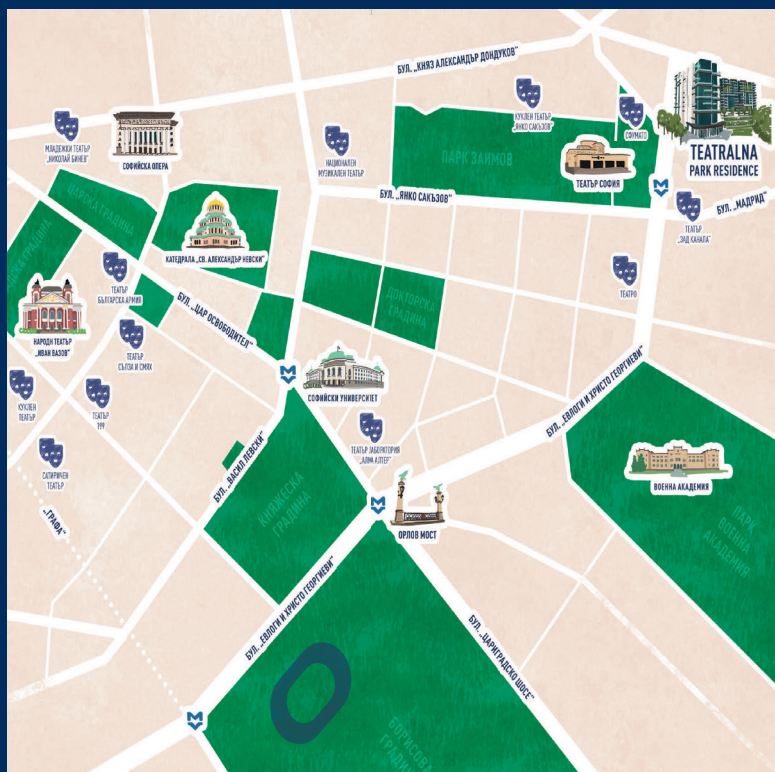 БУЛ. „КНЯЗ АЛЕКСАНДЪР ДОНДУКОВ“
МЛАДЕЖКИ ТЕАТЪР
„НИКОЛАЙ БИНЕВ“
СОФИЙСКА ОПЕРА
НАЦИОНАЛЕН
МУЗИКАЛЕН ТЕАТЪР
КУКЛЕН ТЕАТЪР
„ЯНКО САКЪЗОВ“
СФУМАТО
TEATRALNA
PARK RESIDENCE
ПАРК ЗАИМОВ
ТЕАТЪР СОФИЯ
БУЛ. „ЯНКО САКЪЗОВ“
БУЛ. „МАДРИД“
ТЕАТЪР
„ЗАД КАНАЛА“
ГРАДИНА
КАТЕДРАЛА „СВ. АЛЕКСАНДЪР НЕВСКИ“
ГРАДИНА
ТЕАТЪР
БЪЛГАРСКА АРМИЯ
БУЛ. „ЦАР ОСВОБОДИТЕЛ“
ДОКТОРСКА
ГРАДИНА
ТЕАТРО
НАРОДН ТЕАТЪР
„ИВАН ВАЗОВ“
ТЕАТЪР
СЪЛЗА И СМЯХ
КУКЛЕН
ТЕАТЪР
ТЕАТЪР
199
СОФИЙСКИ УНИВЕРСИТЕТ
БУЛ. „ЕВЛОГИ И ХРИСТО ГЕОРГИЕВИ“
ТЕАТЪР ЛАБОРАТОРИЯ
„АЛМА АЛТЕР“
САТИРИЧЕН
ТЕАТЪР
БУЛ. „ВАСИЛ ЛЕВСКИ“
ВОЕННА АКАДЕМИЯ
„ГРАФА“
КНЯЖЕСКА
ГРАДИНА
ОРЛОВ МОСТ
ПАРК
ВОЕННА
АКАДЕМИЯ
БУЛ. „ЕВЛОГИ И ХРИСТО ГЕОРГИЕВИ“
БУЛ. „ЦАРИГРАДСКО ШОСЕ“
БОРИСОВА
ГРАДИНА